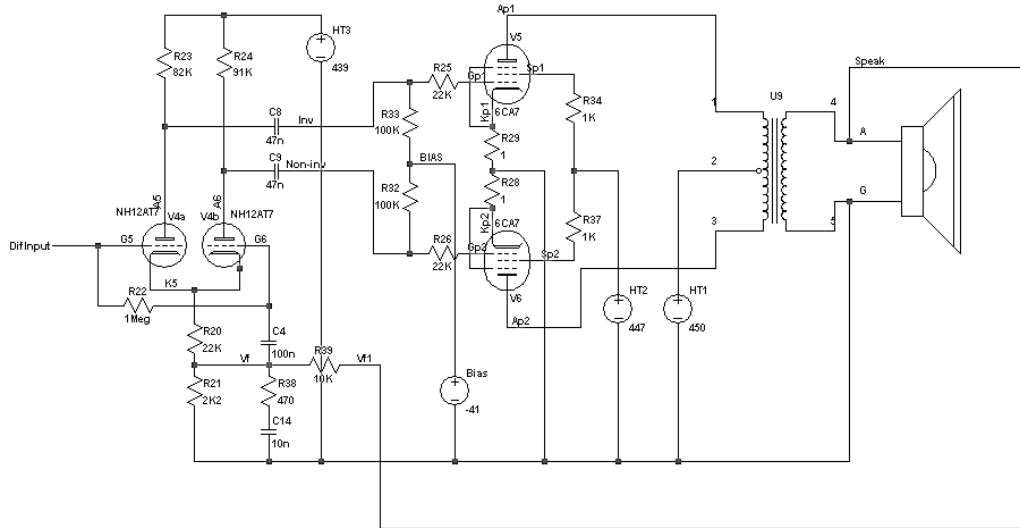 Ap1
R23
82K
R24
91K
HT3
439
V5
R25
22K
Gp1
Sp1
Kp1
6CA7
R34
1K
Speak
U9
1
4
C8
47n
Inv
R33
100K
R29
1
A
C9
47n
Non-inv
BIAS
2
R32
100K
R28
1
G
A5
A6
NH12AT7
V4a
V4b
NH12AT7
Kp2
6CA7
R37
1K
3
5
DifInput
G5
G6
R26
22K
Gp2
Sp2
K5
V6
R22
1Meg
HT2
447
HT1
450
Ap2
R20
22K
C4
100n
Vf
R39
10K
Vf1
R21
2K2
R38
470
Bias
-41
C14
10n